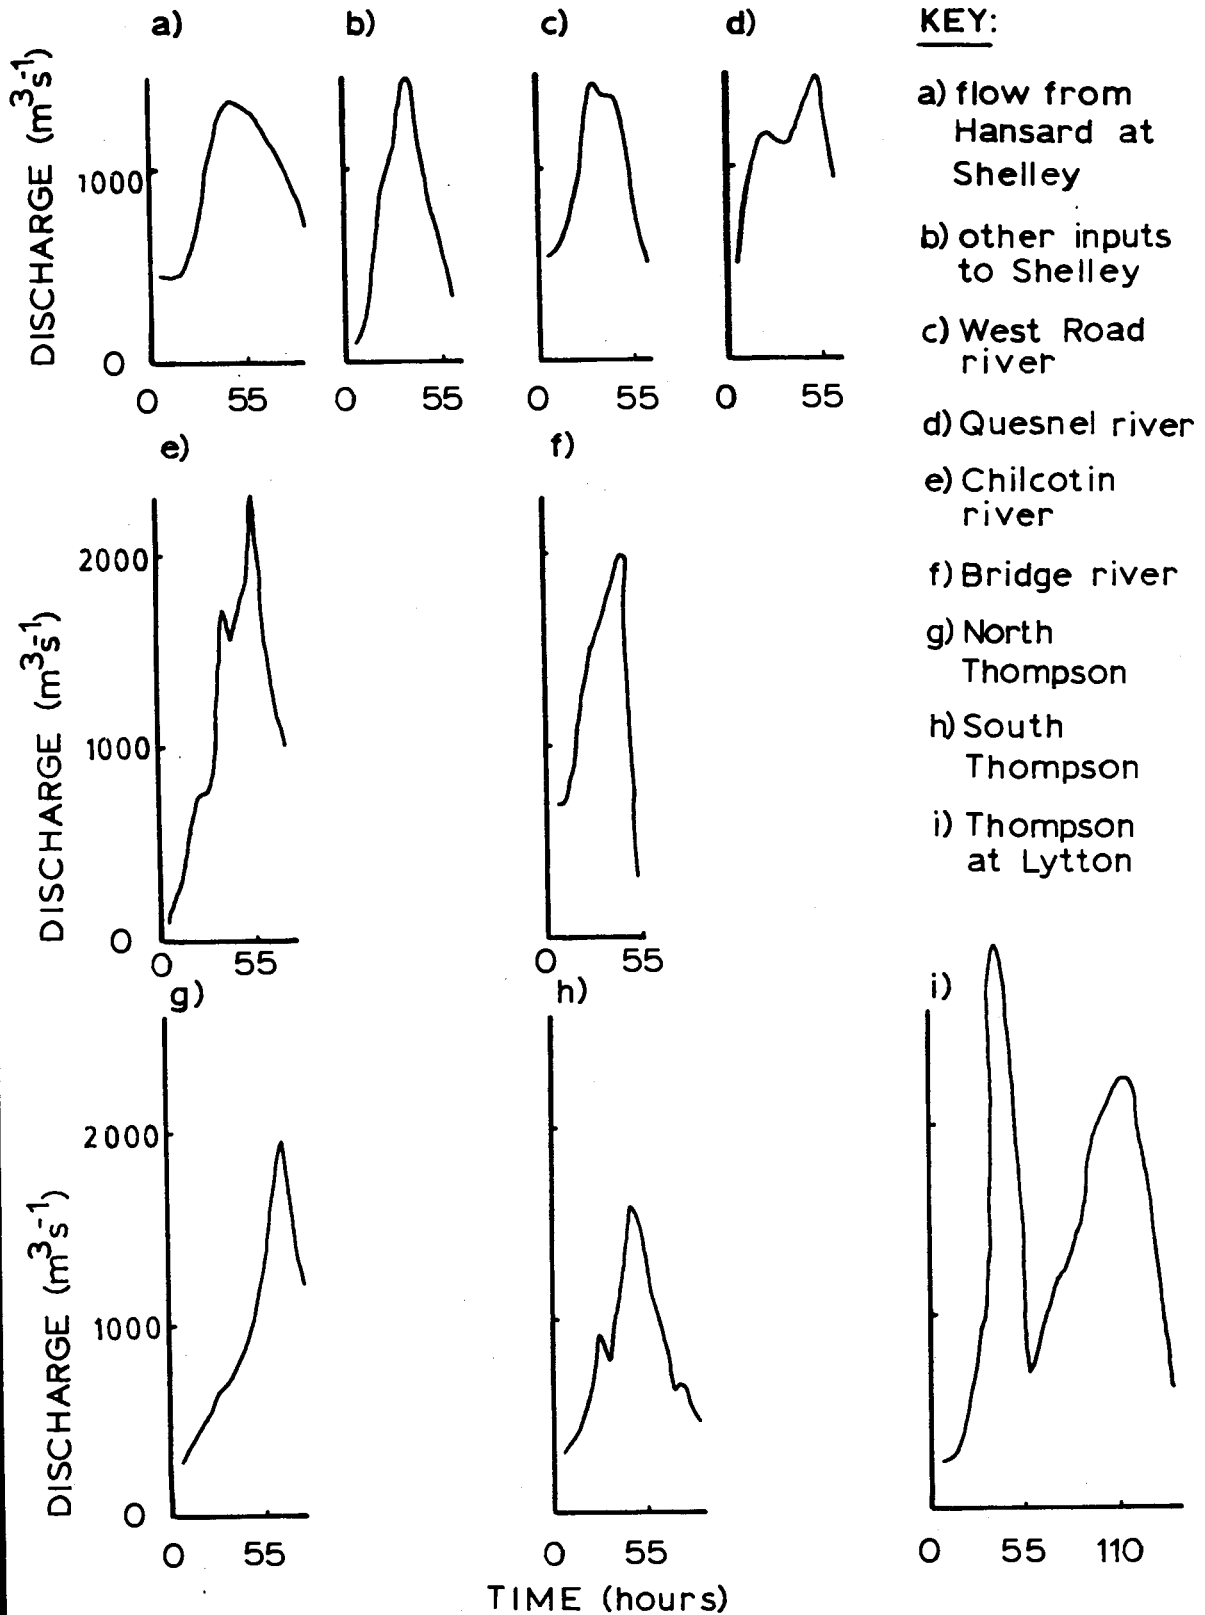 a) b) c) d)
DISCHARGE (m³s⁻¹)
1000
0
0 55 0 55 0 55 0 55
e) f)
DISCHARGE (m³s⁻¹)
2000
1000
0
0 55 0 55
g) h) i)
DISCHARGE (m³s⁻¹)
2000
1000
0
0 55 0 55 0 55 110
TIME (hours)
KEY:
a) flow from
Hansard at
Shelley
b) other inputs
to Shelley
c) West Road
river
d) Quesnel river
e) Chilcotin
river
f) Bridge river
g) North
Thompson
h) South
Thompson
i) Thompson
at Lytton